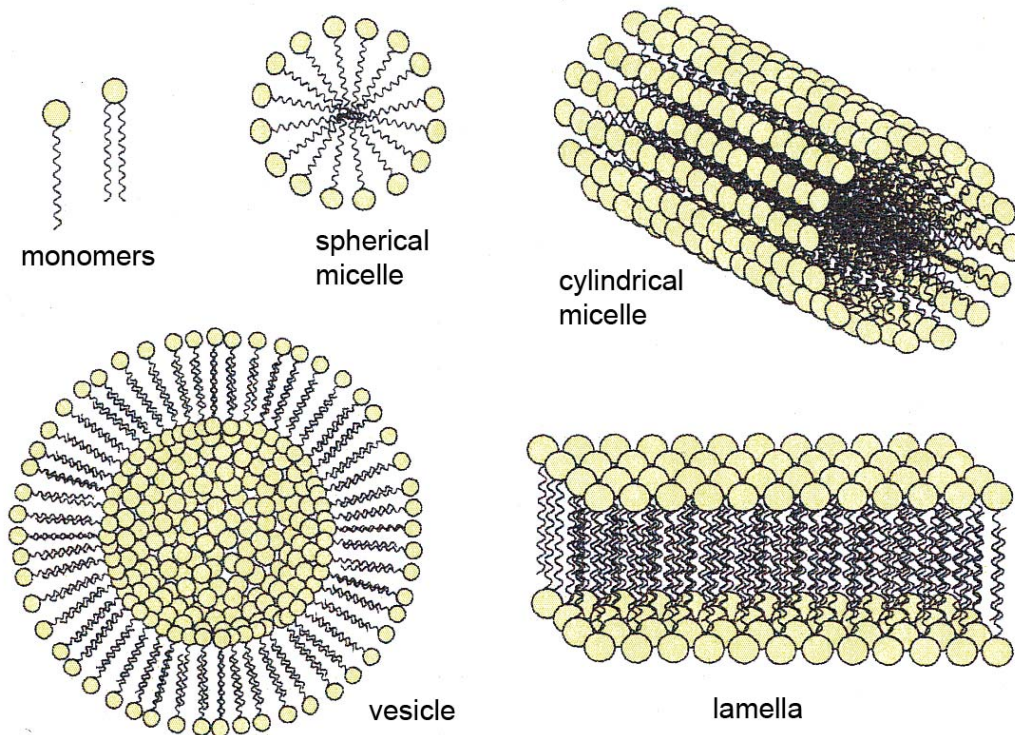 monomers
spherical
micelle
cylindrical
micelle
vesicle
lamella